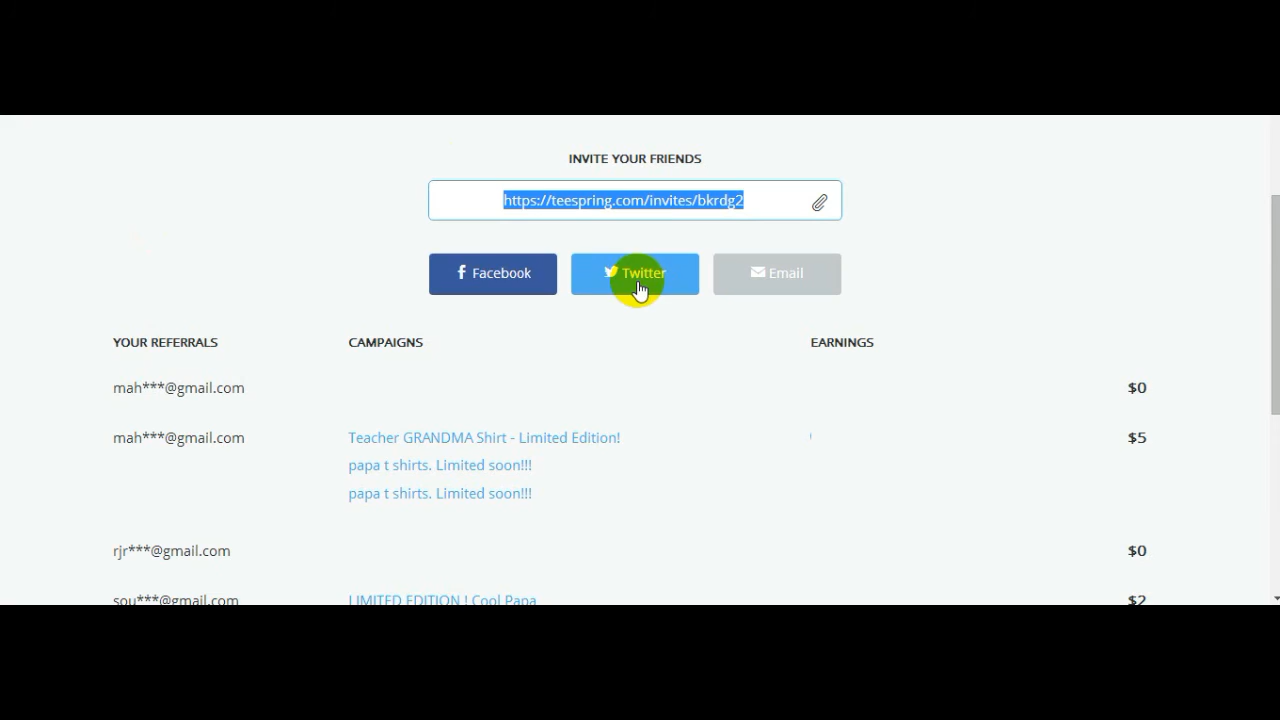 INVITE YOUR FRIENDS
https://teespring.com/invites/bkrdg2
Facebook Twitter Email
YOUR REFERRALS CAMPAIGNS EARNINGS
mah***@gmail.com $0
mah***@gmail.com Teacher GRANDMA Shirt - Limited Edition! $5
papa t shirts. Limited soon!!!
papa t shirts. Limited soon!!!
rjr***@gmail.com $0
sou***@gmail.com LIMITED EDITION ! Cool Papa $2